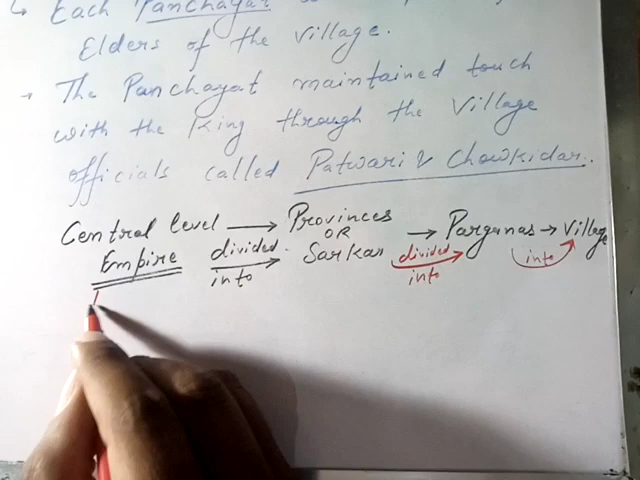 ↳ Each Panchayat
Elders of the Village.
→ The Panchayat maintained touch
with the King through the Village
officials called Patwari & Chowkidar..
Central level → Provinces OR Sarkar → Parganas → Village
Empire divided into divided into into